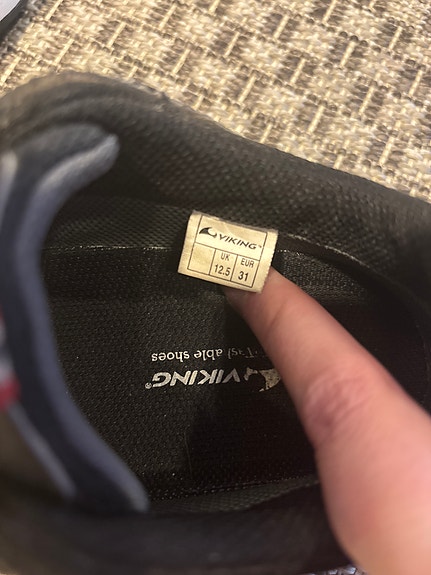 VIKING®
UK EUR
12.5 31
VIKING®
able shoes